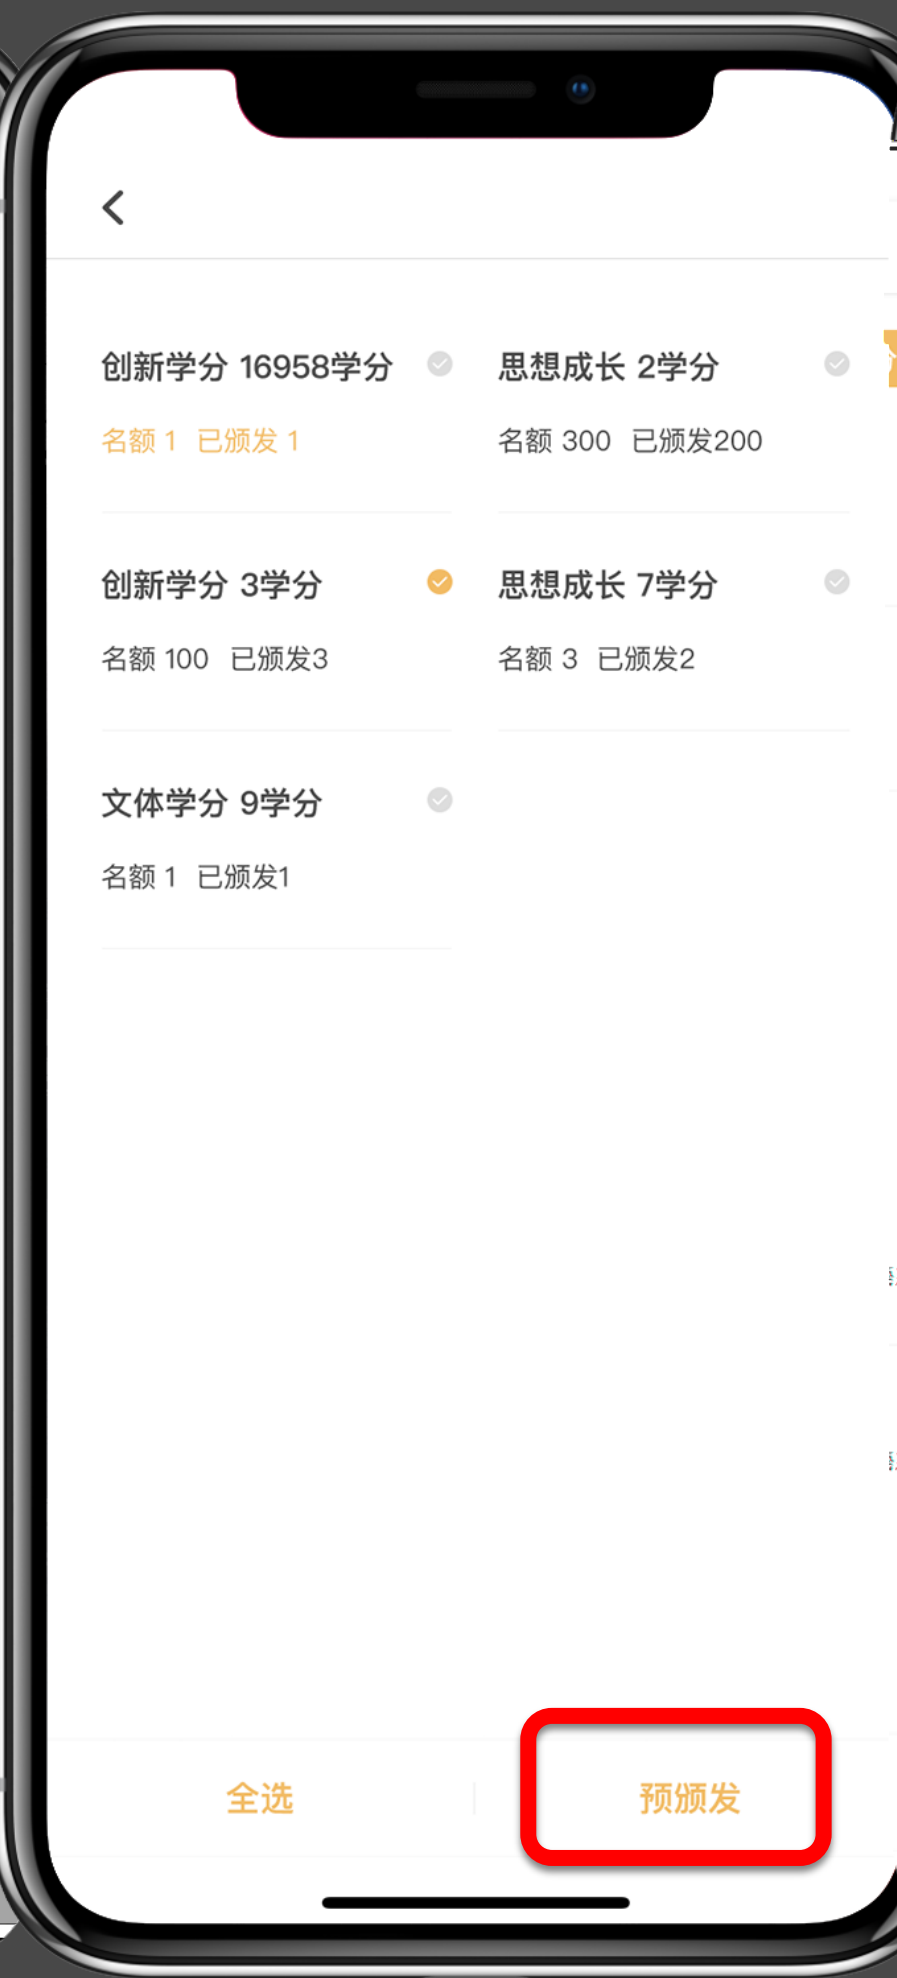 创新学分 16958学分
名额 1 已颁发 1
思想成长 2学分
名额 300 已颁发200
创新学分 3学分
名额 100 已颁发3
思想成长 7学分
名额 3 已颁发2
文体学分 9学分
名额 1 已颁发1
全选
预颁发